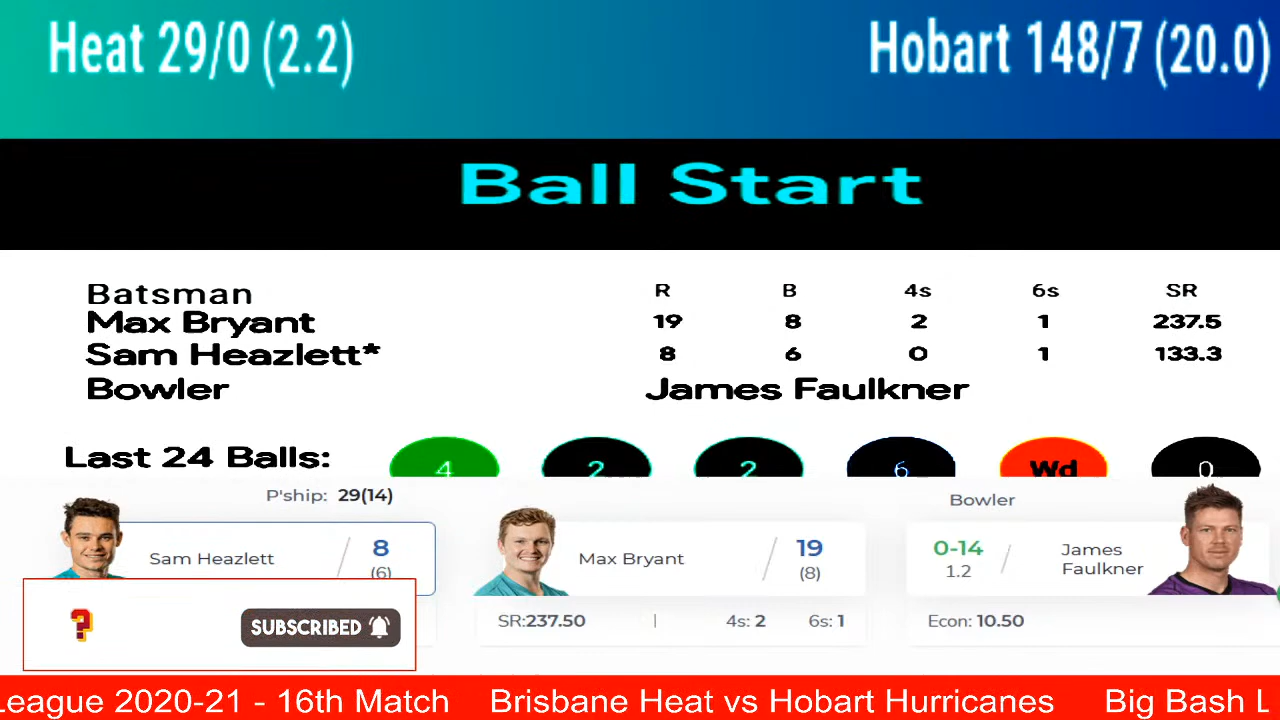 Heat 29/0 (2.2) Hobart 148/7 (20.0)
Ball Start
Batsman R B 4s 6s SR
Max Bryant 19 8 2 1 237.5
Sam Heazlett* 8 6 0 1 133.3
Bowler James Faulkner
Last 24 Balls: 4 2 2 6 Wd 0
P'ship: 29(14) Bowler
Sam Heazlett 8 (6)
Max Bryant 19 (8)
0-14 1.2 James Faulkner
SR:237.50 | 4s: 2 6s: 1 Econ: 10.50
? SUBSCRIBED
League 2020-21 - 16th Match Brisbane Heat vs Hobart Hurricanes Big Bash L